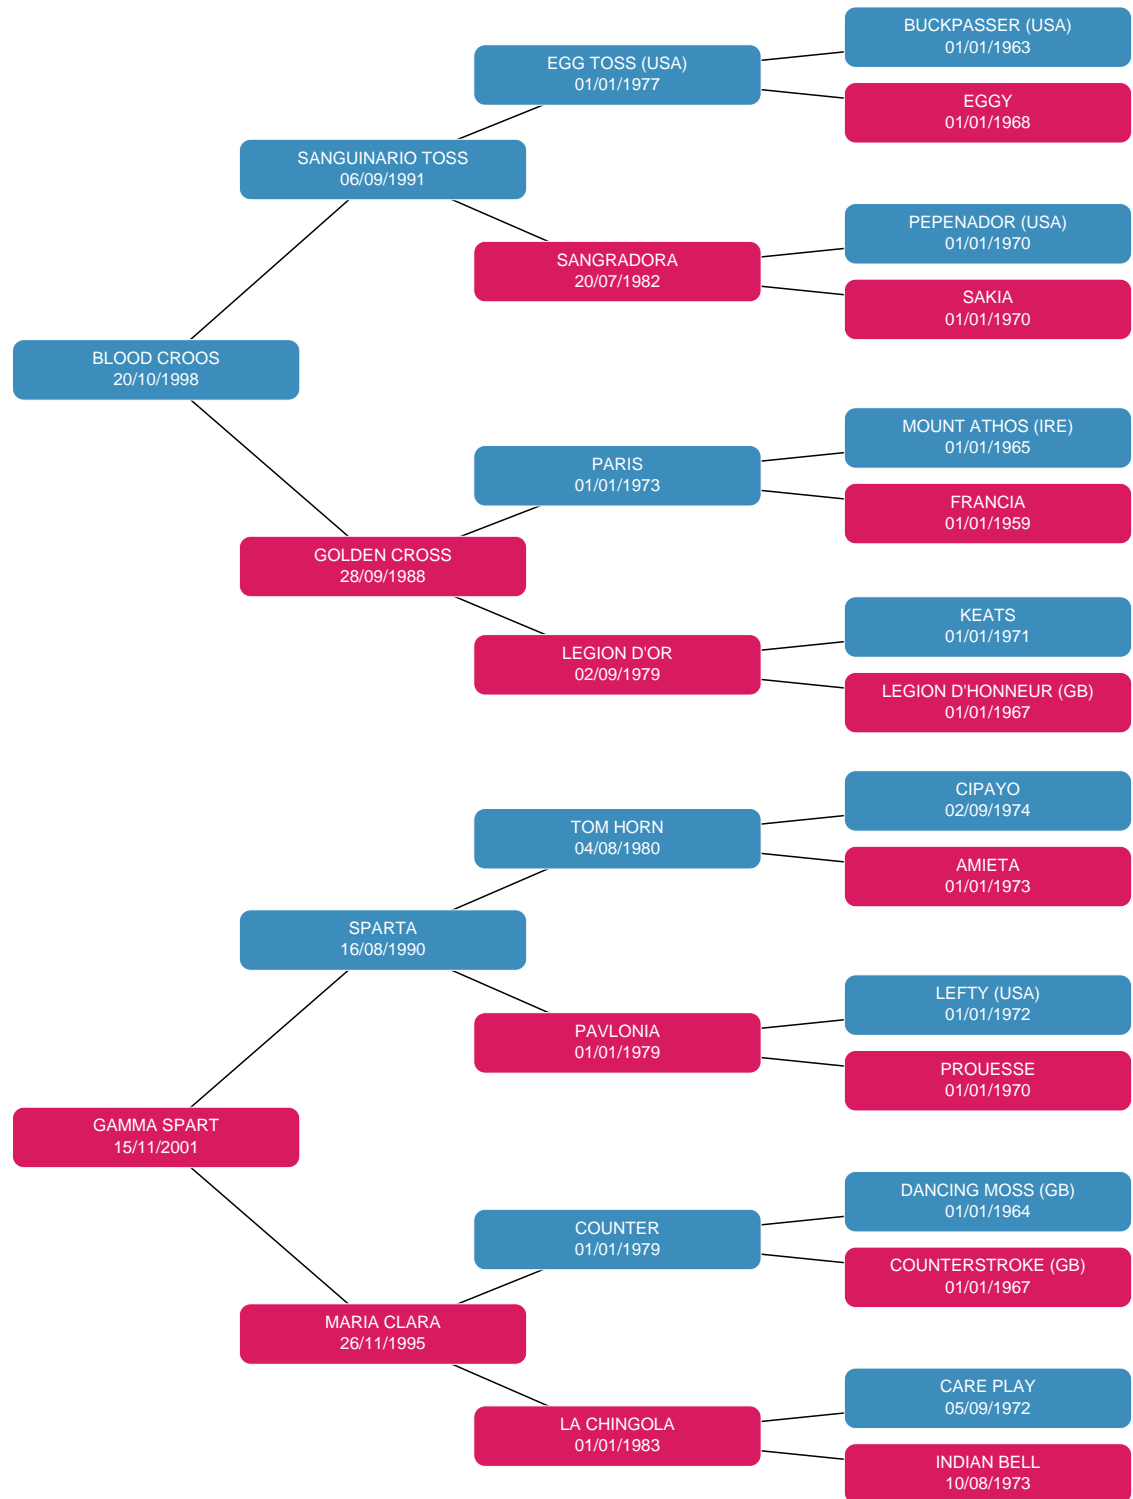 BUCKPASSER (USA)
01/01/1963
EGG TOSS (USA)
01/01/1977
EGGY
01/01/1968
SANGUINARIO TOSS
06/09/1991
PEPENADOR (USA)
01/01/1970
SANGRADORA
20/07/1982
SAKIA
01/01/1970
BLOOD CROOS
20/10/1998
MOUNT ATHOS (IRE)
01/01/1965
PARIS
01/01/1973
FRANCIA
01/01/1959
GOLDEN CROSS
28/09/1988
KEATS
01/01/1971
LEGION D'OR
02/09/1979
LEGION D'HONNEUR (GB)
01/01/1967
CIPAYO
02/09/1974
TOM HORN
04/08/1980
AMIETA
01/01/1973
SPARTA
16/08/1990
LEFTY (USA)
01/01/1972
PAVLONIA
01/01/1979
PROUESSE
01/01/1970
GAMMA SPART
15/11/2001
DANCING MOSS (GB)
01/01/1964
COUNTER
01/01/1979
COUNTERSTROKE (GB)
01/01/1967
MARIA CLARA
26/11/1995
CARE PLAY
05/09/1972
LA CHINGOLA
01/01/1983
INDIAN BELL
10/08/1973